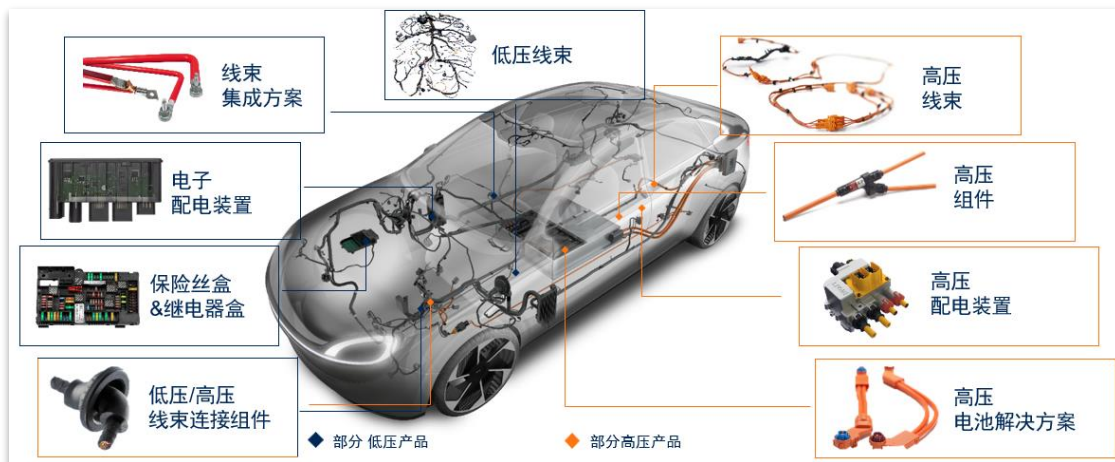 线束
集成方案
低压线束
高压
线束
电子
配电装置
高压
组件
保险丝盒
&继电器盒
高压
配电装置
低压/高压
线束连接组件
高压
电池解决方案
部分 低压产品
部分高压产品